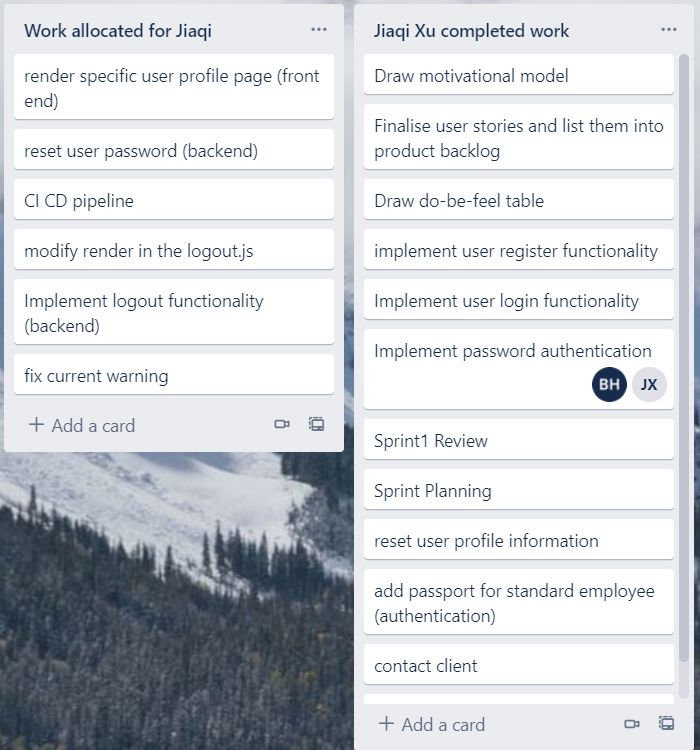 Work allocated for Jiaqi
render specific user profile page (front
end)
reset user password (backend)
CI CD pipeline
modify render in the logout.js
Implement logout functionality
(backend)
fix current warning
+ Add a card
Jiaqi Xu completed work
Draw motivational model
Finalise user stories and list them into
product backlog
Draw do-be-feel table
implement user register functionality
Implement user login functionality
Implement password authentication
BH JX
Sprint1 Review
Sprint Planning
reset user profile information
add passport for standard employee
(authentication)
contact client
+ Add a card